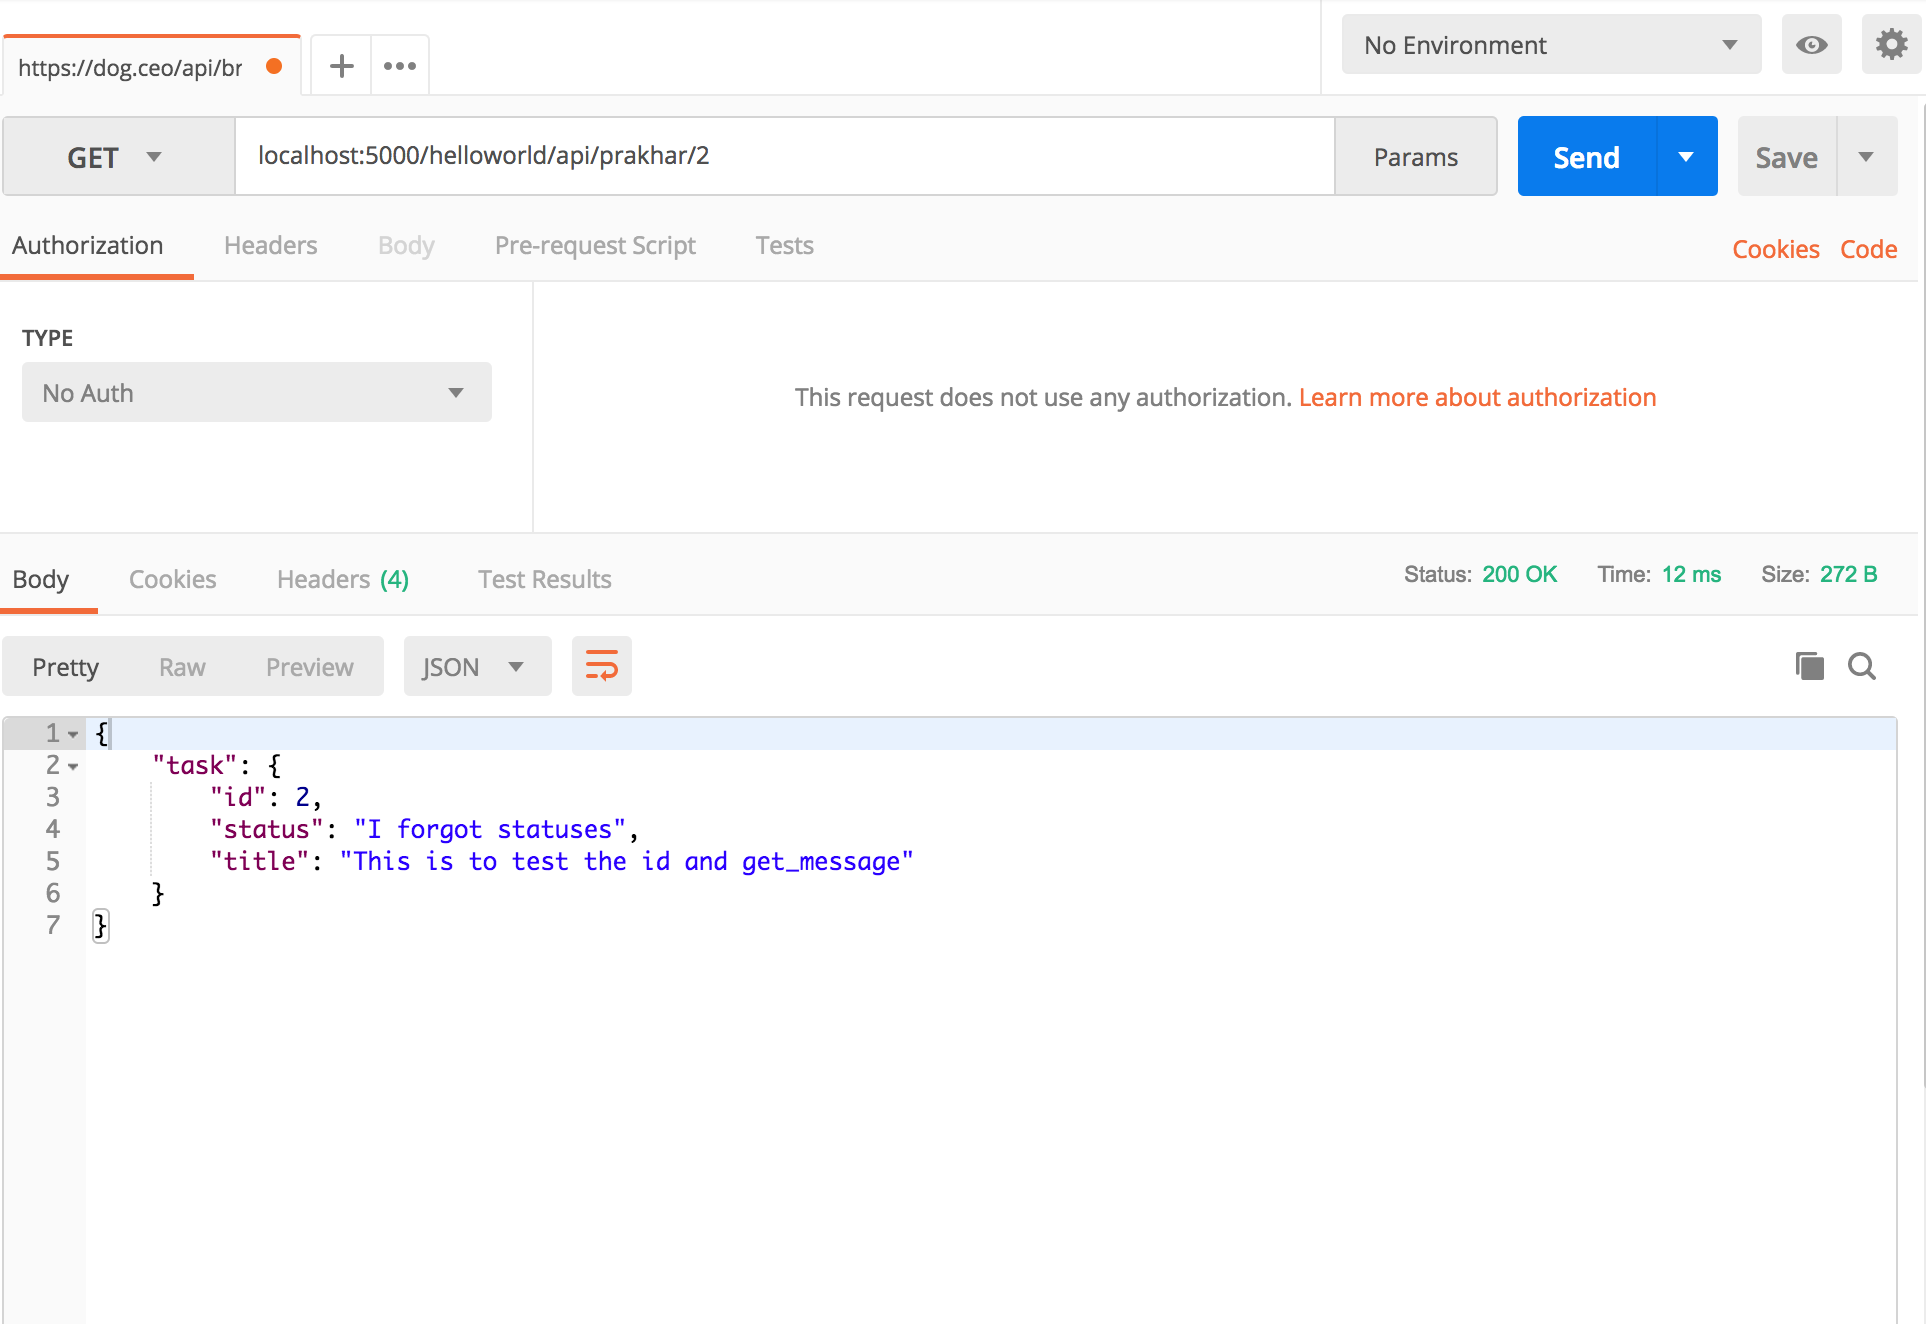 https://dog.ceo/api/br
No Environment
GET
localhost:5000/helloworld/api/prakhar/2
Params
Send
Save
Authorization Headers Body Pre-request Script Tests
Cookies Code
TYPE
No Auth
This request does not use any authorization. Learn more about authorization
Body Cookies Headers (4) Test Results
Status: 200 OK Time: 12 ms Size: 272 B
Pretty Raw Preview JSON
1 {
2 "task": {
3 "id": 2,
4 "status": "I forgot statuses",
5 "title": "This is to test the id and get_message"
6 }
7 }